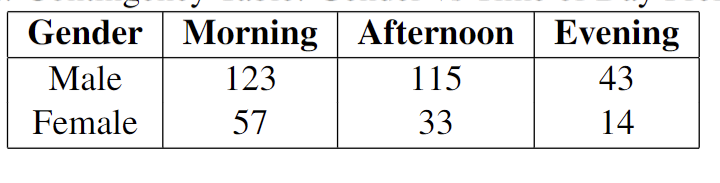 Gender Morning Afternoon Evening
Male 123 115 43
Female 57 33 14